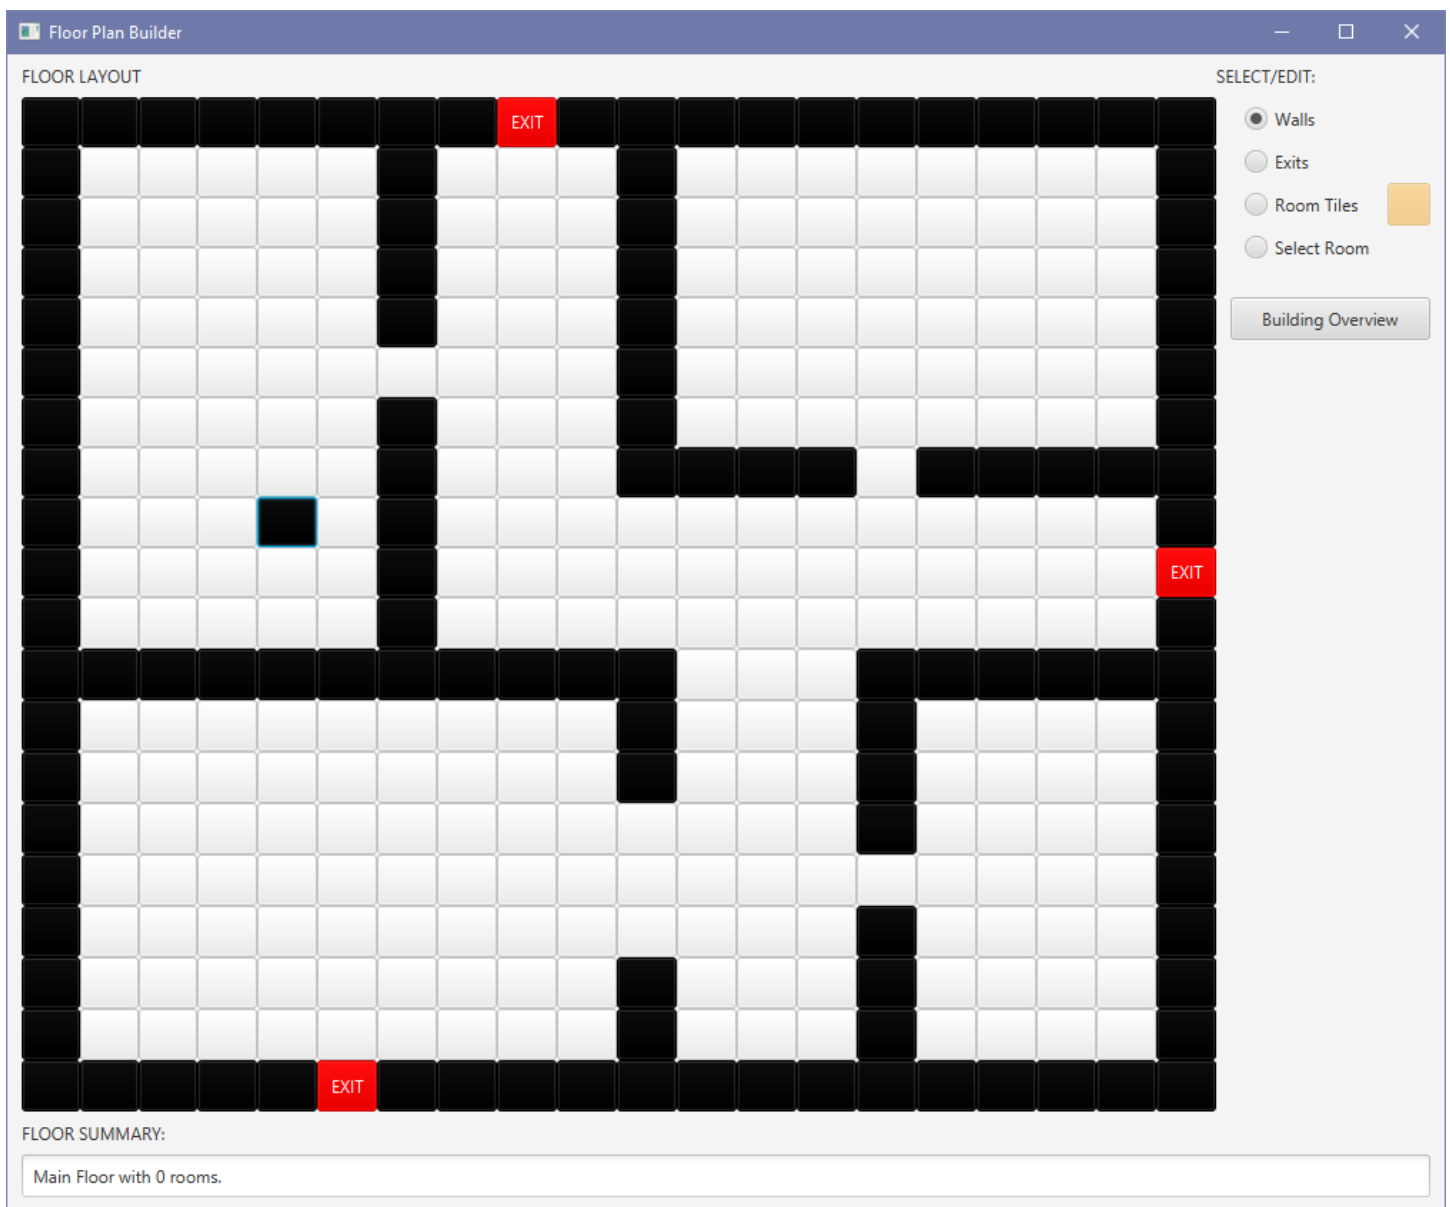 Floor Plan Builder
FLOOR LAYOUT
SELECT/EDIT:
EXIT
Walls
Exits
Room Tiles
Select Room
Building Overview
EXIT
EXIT
FLOOR SUMMARY:
Main Floor with 0 rooms.